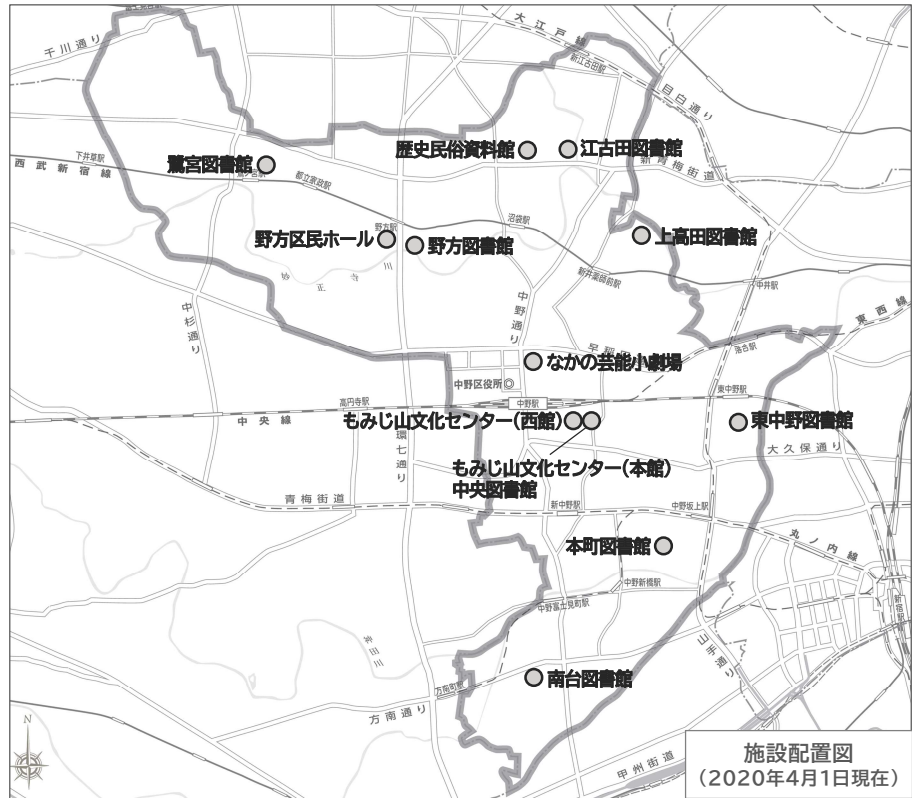 大江戸線
千川通り
新江古田駅
目白通り
歴史民俗資料館
江古田図書館
下井草駅
西武新宿線
鷺宮図書館
新青梅街道
都立家政駅
沼袋駅
野方駅
野方区民ホール
野方図書館
上高田図書館
妙正寺川
新井薬師前駅
中井駅
中杉通り
中野通り
東西線
落合駅
なかの芸能小劇場
中野区役所
東中野駅
高円寺駅
中野駅
中央線
もみじ山文化センター(西館)
東中野図書館
環七通り
大久保通り
もみじ山文化センター(本館)
中央図書館
青梅街道
新中野駅
中野坂上駅
丸ノ内線
本町図書館
中野新橋駅
中野富士見町駅
新宿駅
山手通り
南台図書館
方南町駅
方南通り
甲州街道
N
施設配置図
(2020年4月1日現在)